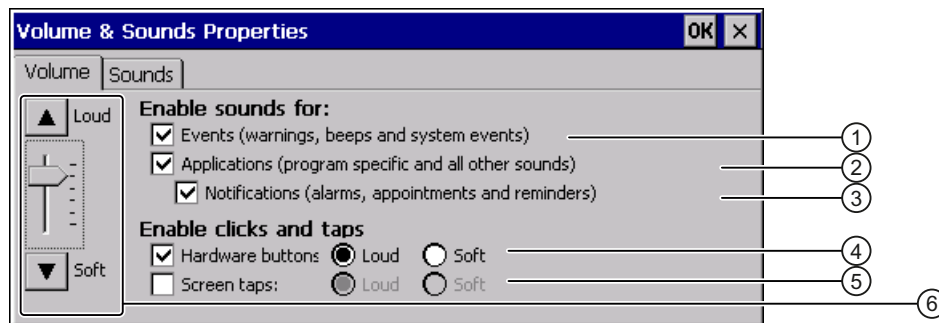 Volume & Sounds Properties OK ×
Volume Sounds
Loud
Soft
Enable sounds for:
Events (warnings, beeps and system events) 1
Applications (program specific and all other sounds) 2
Notifications (alarms, appointments and reminders) 3
Enable clicks and taps
Hardware buttons Loud Soft 4
Screen taps: Loud Soft 5
6